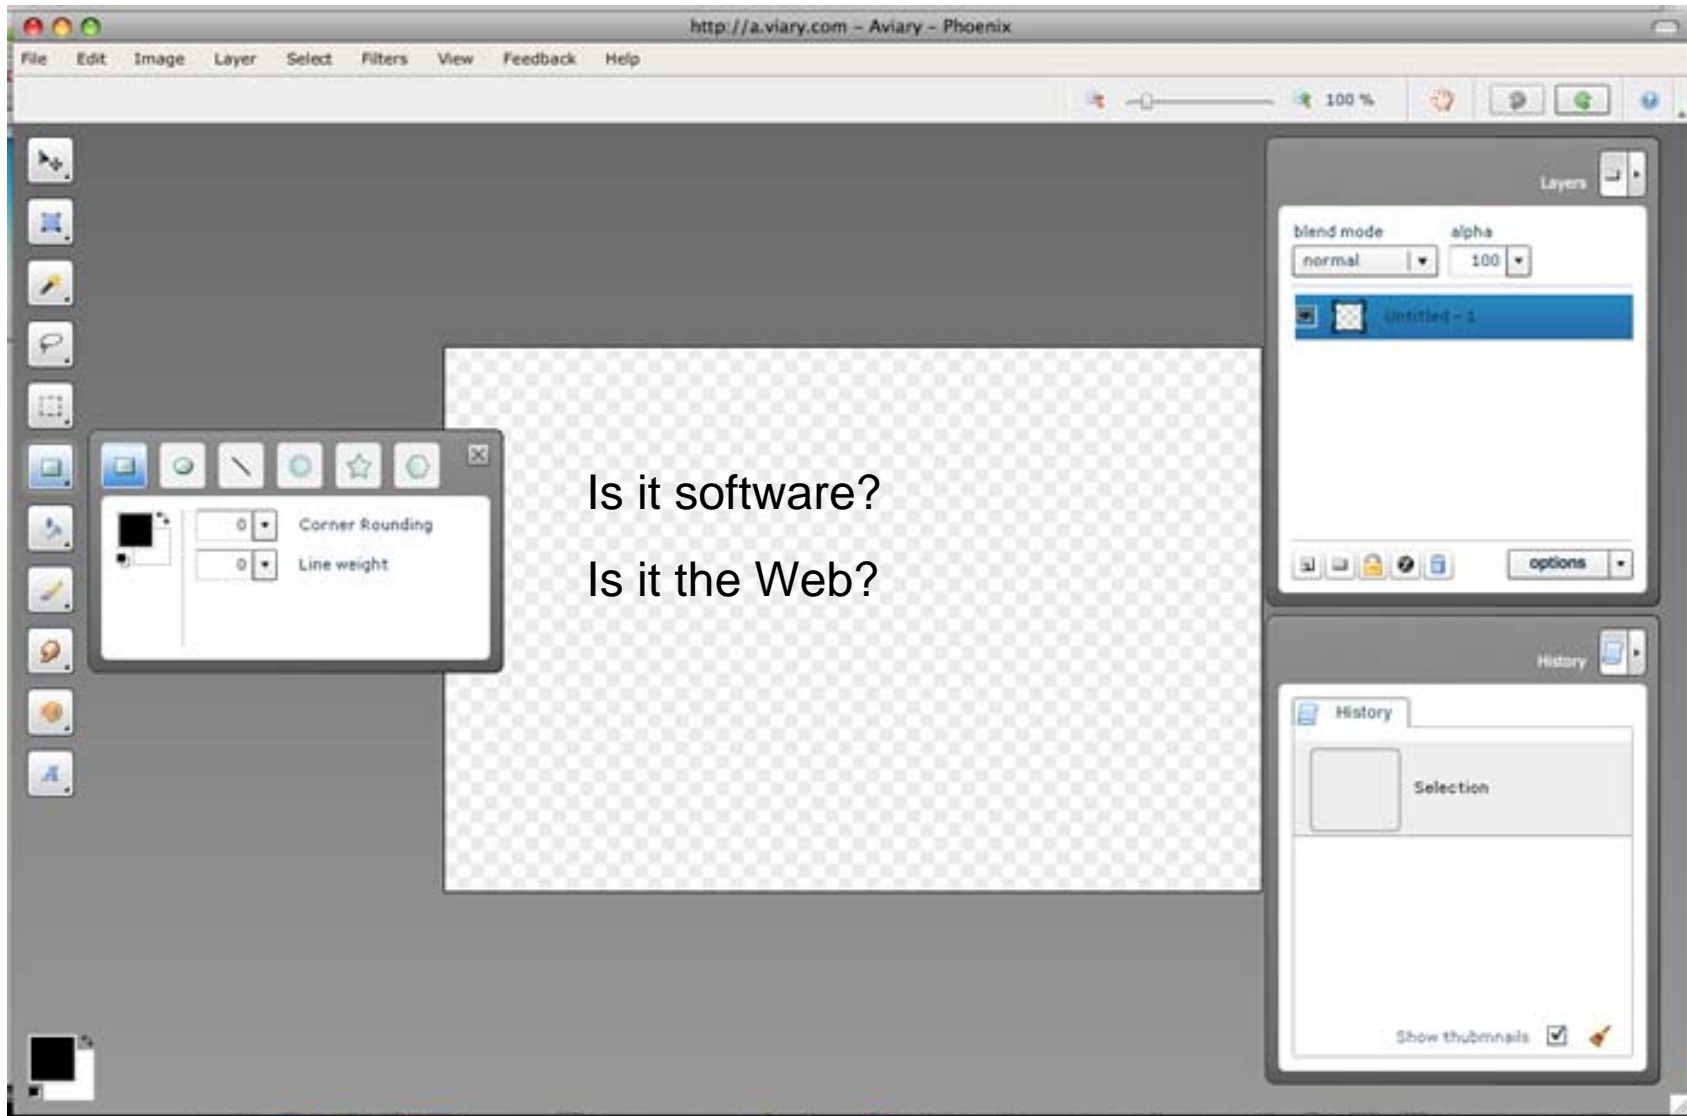 http://a.viary.com – Aviary – Phoenix
File Edit Image Layer Select Filters View Feedback Help
100 %
Layers
blend mode alpha
normal 100
Untitled - 1
0 Corner Rounding
0 Line weight
Is it software?
Is it the Web?
options
History
History
Selection
Show thubmnails